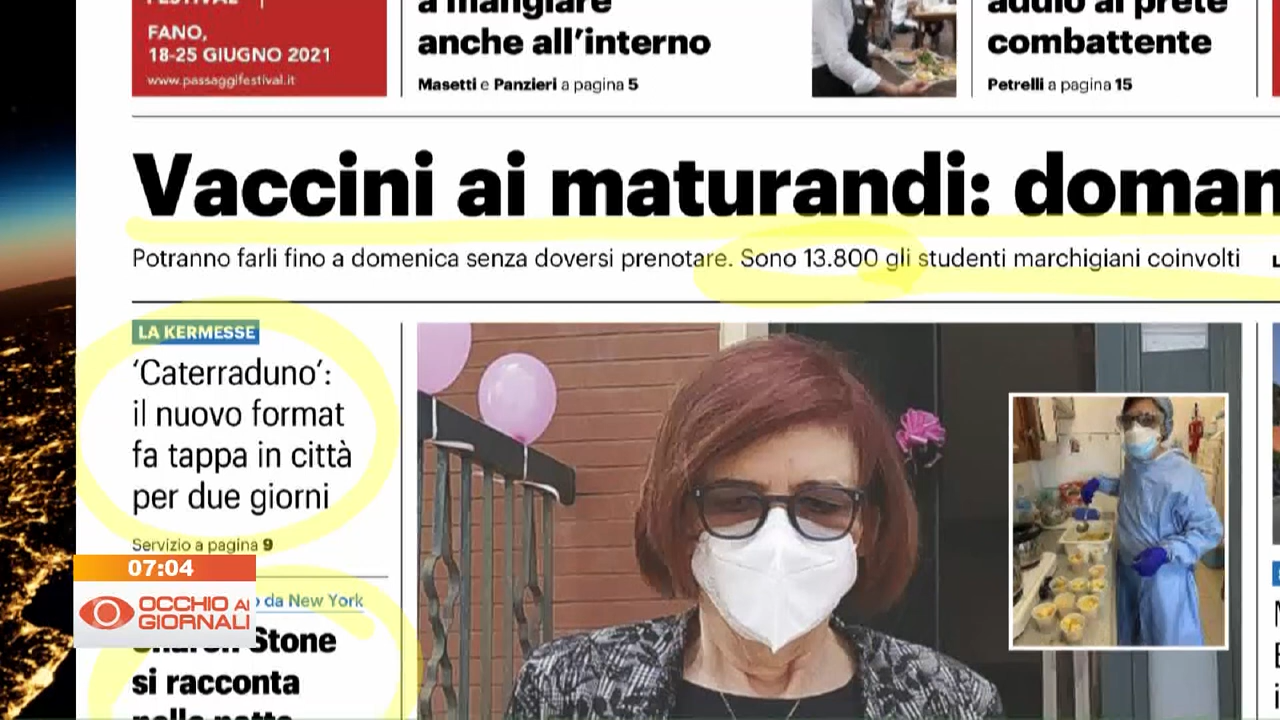 FESTIVAL
FANO,
18-25 GIUGNO 2021
www.passaggifestival.it
a mangiare
anche all'interno
Masetti e Panzieri a pagina 5
addio al prete
combattente
Petrelli a pagina 15
Vaccini ai maturandi: doman
Potranno farli fino a domenica senza doversi prenotare. Sono 13.800 gli studenti marchigiani coinvolti
LA KERMESSE
'Caterraduno':
il nuovo format
fa tappa in città
per due giorni
Servizio a pagina 9
07:04
OCCHIO AI
GIORNALI
da New York
Sharon Stone
si racconta